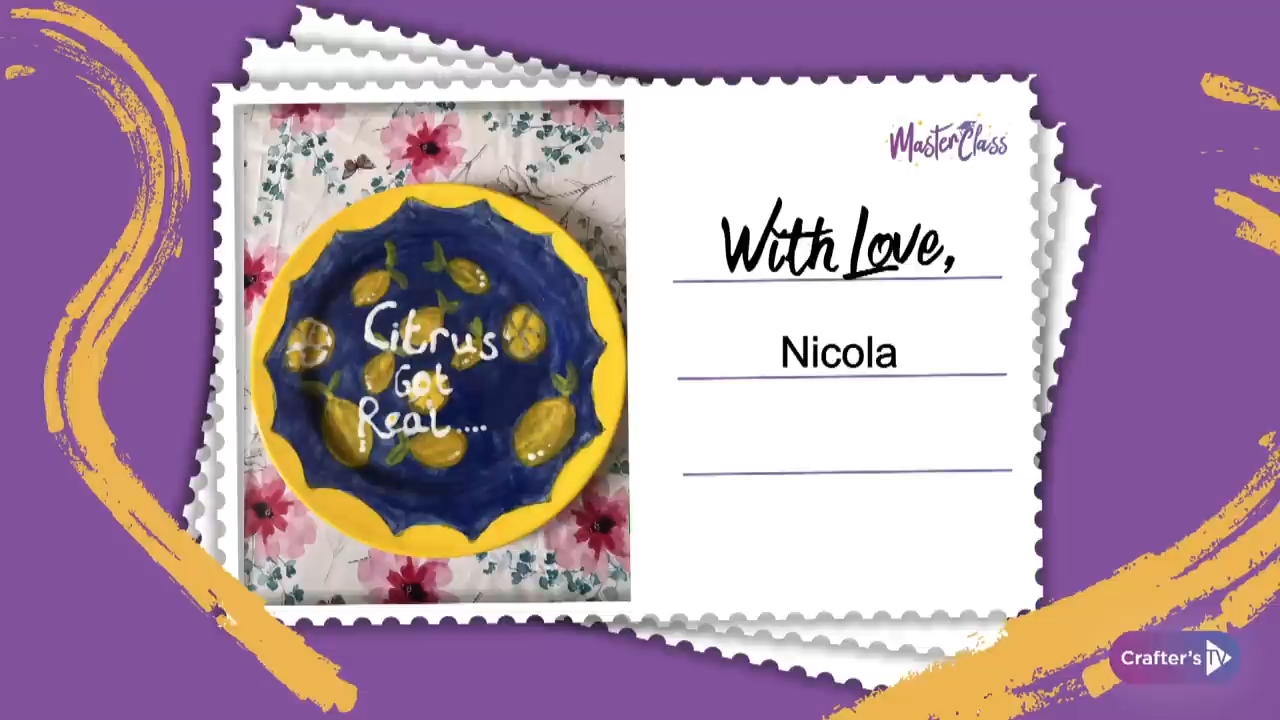 Citrus
Got
Real....
MasterClass
With Love,
Nicola
Crafter's TV